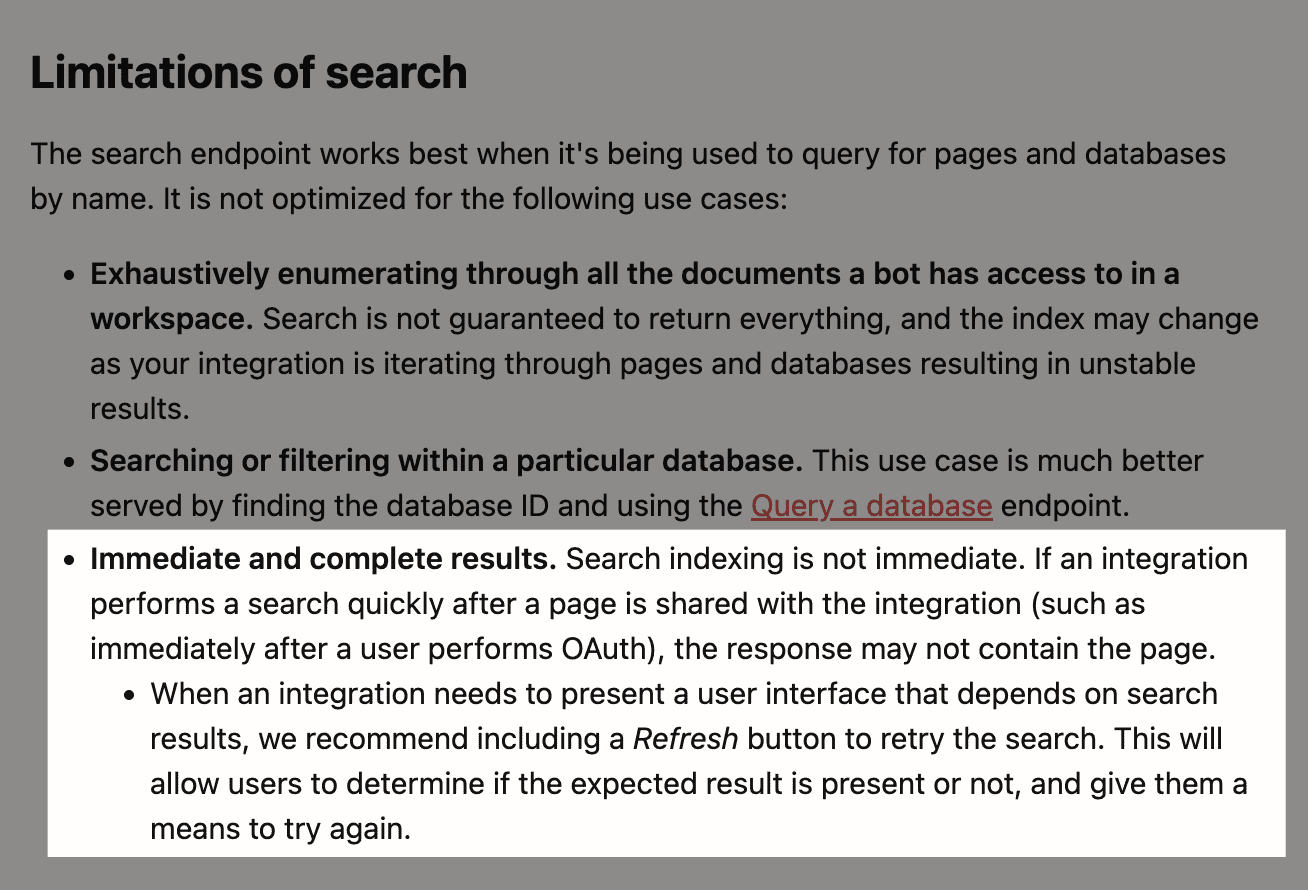 Limitations of search
The search endpoint works best when it's being used to query for pages and databases
by name. It is not optimized for the following use cases:
• Exhaustively enumerating through all the documents a bot has access to in a
workspace. Search is not guaranteed to return everything, and the index may change
as your integration is iterating through pages and databases resulting in unstable
results.
• Searching or filtering within a particular database. This use case is much better
served by finding the database ID and using the Query a database endpoint.
• Immediate and complete results. Search indexing is not immediate. If an integration
performs a search quickly after a page is shared with the integration (such as
immediately after a user performs OAuth), the response may not contain the page.
• When an integration needs to present a user interface that depends on search
results, we recommend including a Refresh button to retry the search. This will
allow users to determine if the expected result is present or not, and give them a
means to try again.